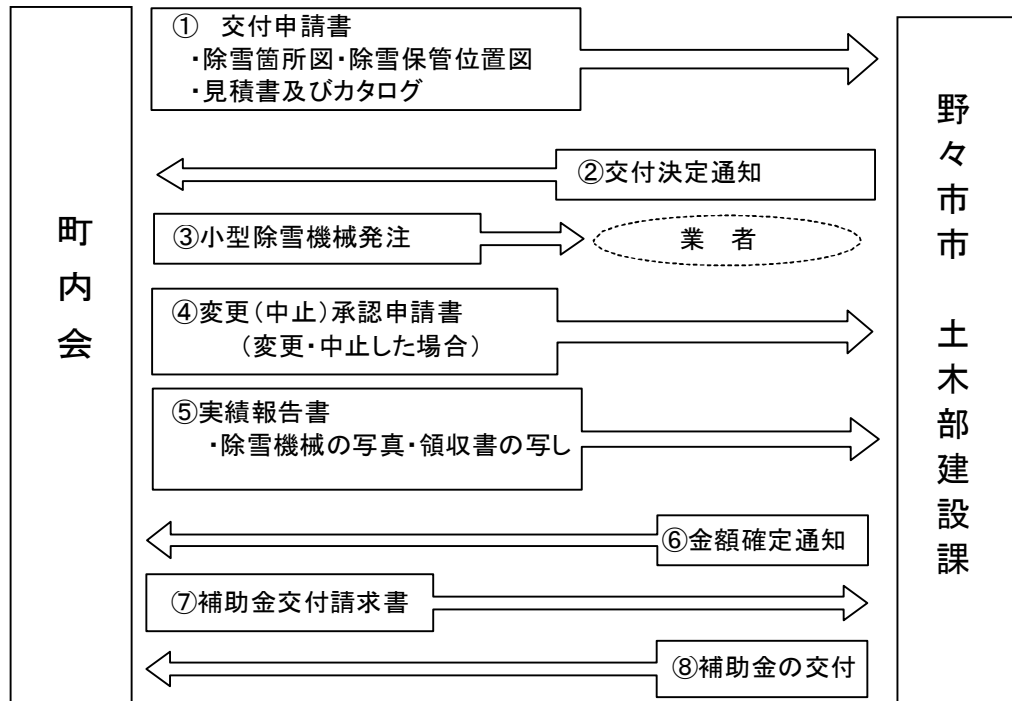 町内会
① 交付申請書
・除雪箇所図・除雪保管位置図
・見積書及びカタログ
②交付決定通知
③小型除雪機械発注
業 者
④変更(中止)承認申請書
(変更・中止した場合)
⑤実績報告書
・除雪機械の写真・領収書の写し
⑥金額確定通知
⑦補助金交付請求書
⑧補助金の交付
野々市市 土木部建設課